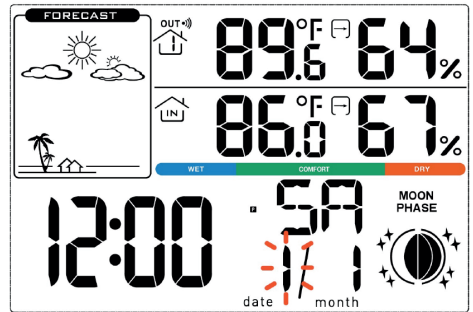 FORECAST
OUT 1 89.6°F 64%
IN 86.0°F 67%
WET COMFORT DRY
12:00
P SA
MOON
PHASE
1/1
date month